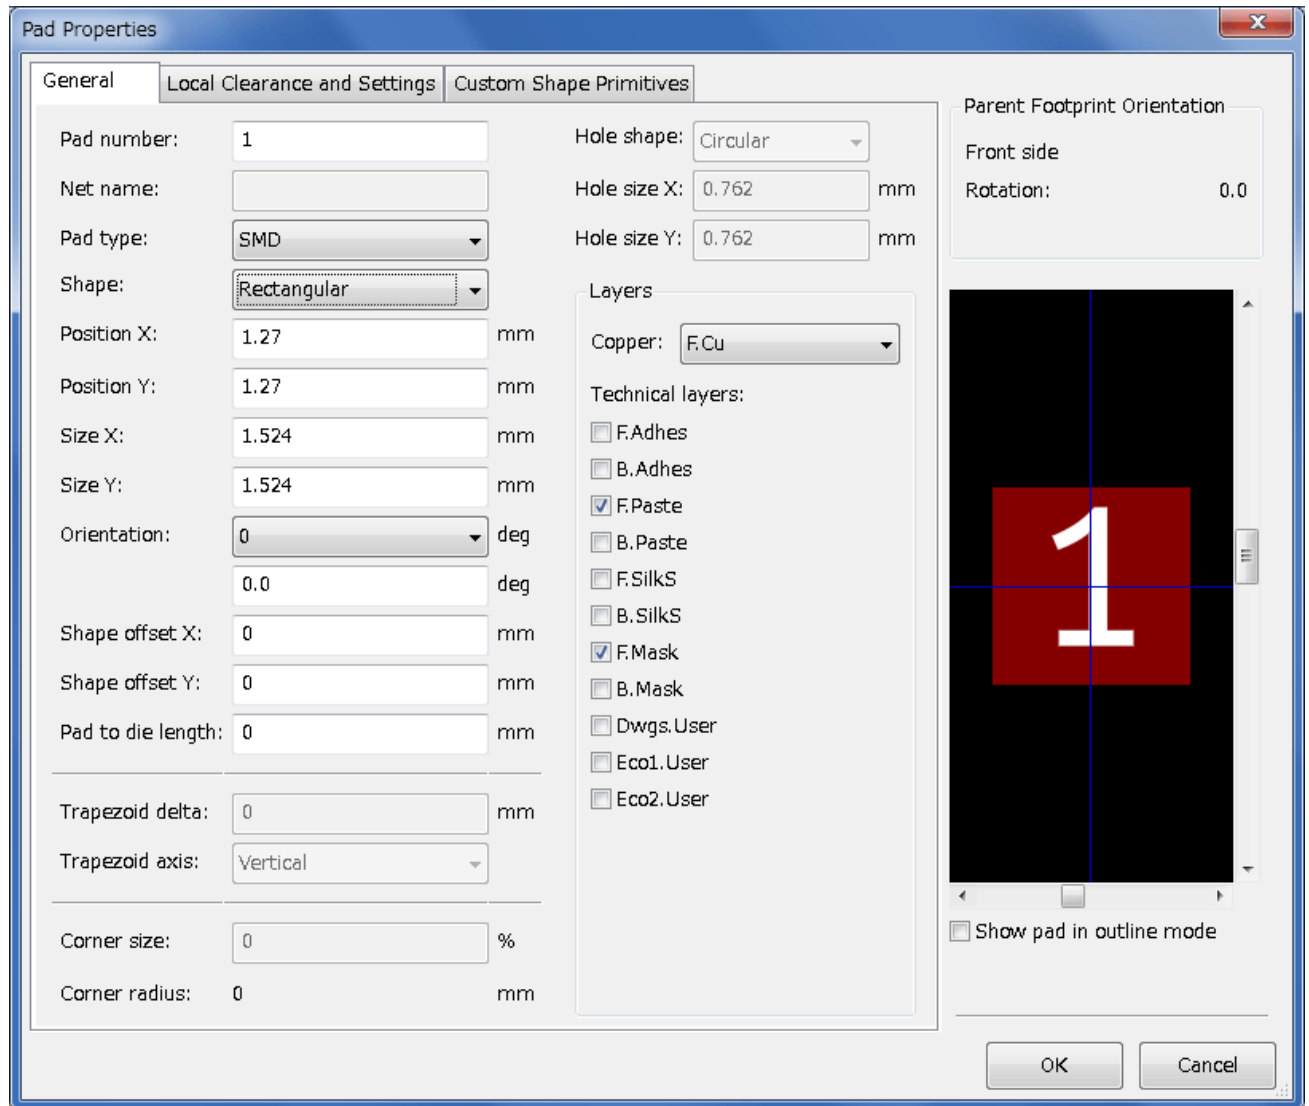 Pad Properties
General
Local Clearance and Settings
Custom Shape Primitives
Pad number: 1
Net name:
Pad type: SMD
Shape: Rectangular
Position X: 1.27 mm
Position Y: 1.27 mm
Size X: 1.524 mm
Size Y: 1.524 mm
Orientation: 0 deg
0.0 deg
Shape offset X: 0 mm
Shape offset Y: 0 mm
Pad to die length: 0 mm
Trapezoid delta: 0 mm
Trapezoid axis: Vertical
Corner size: 0 %
Corner radius: 0 mm
Hole shape: Circular
Hole size X: 0.762 mm
Hole size Y: 0.762 mm
Layers
Copper: F.Cu
Technical layers:
F.Adhes
B.Adhes
F.Paste
B.Paste
F.SilkS
B.SilkS
F.Mask
B.Mask
Dwgs.User
Eco1.User
Eco2.User
Parent Footprint Orientation
Front side
Rotation: 0.0
1
Show pad in outline mode
OK
Cancel